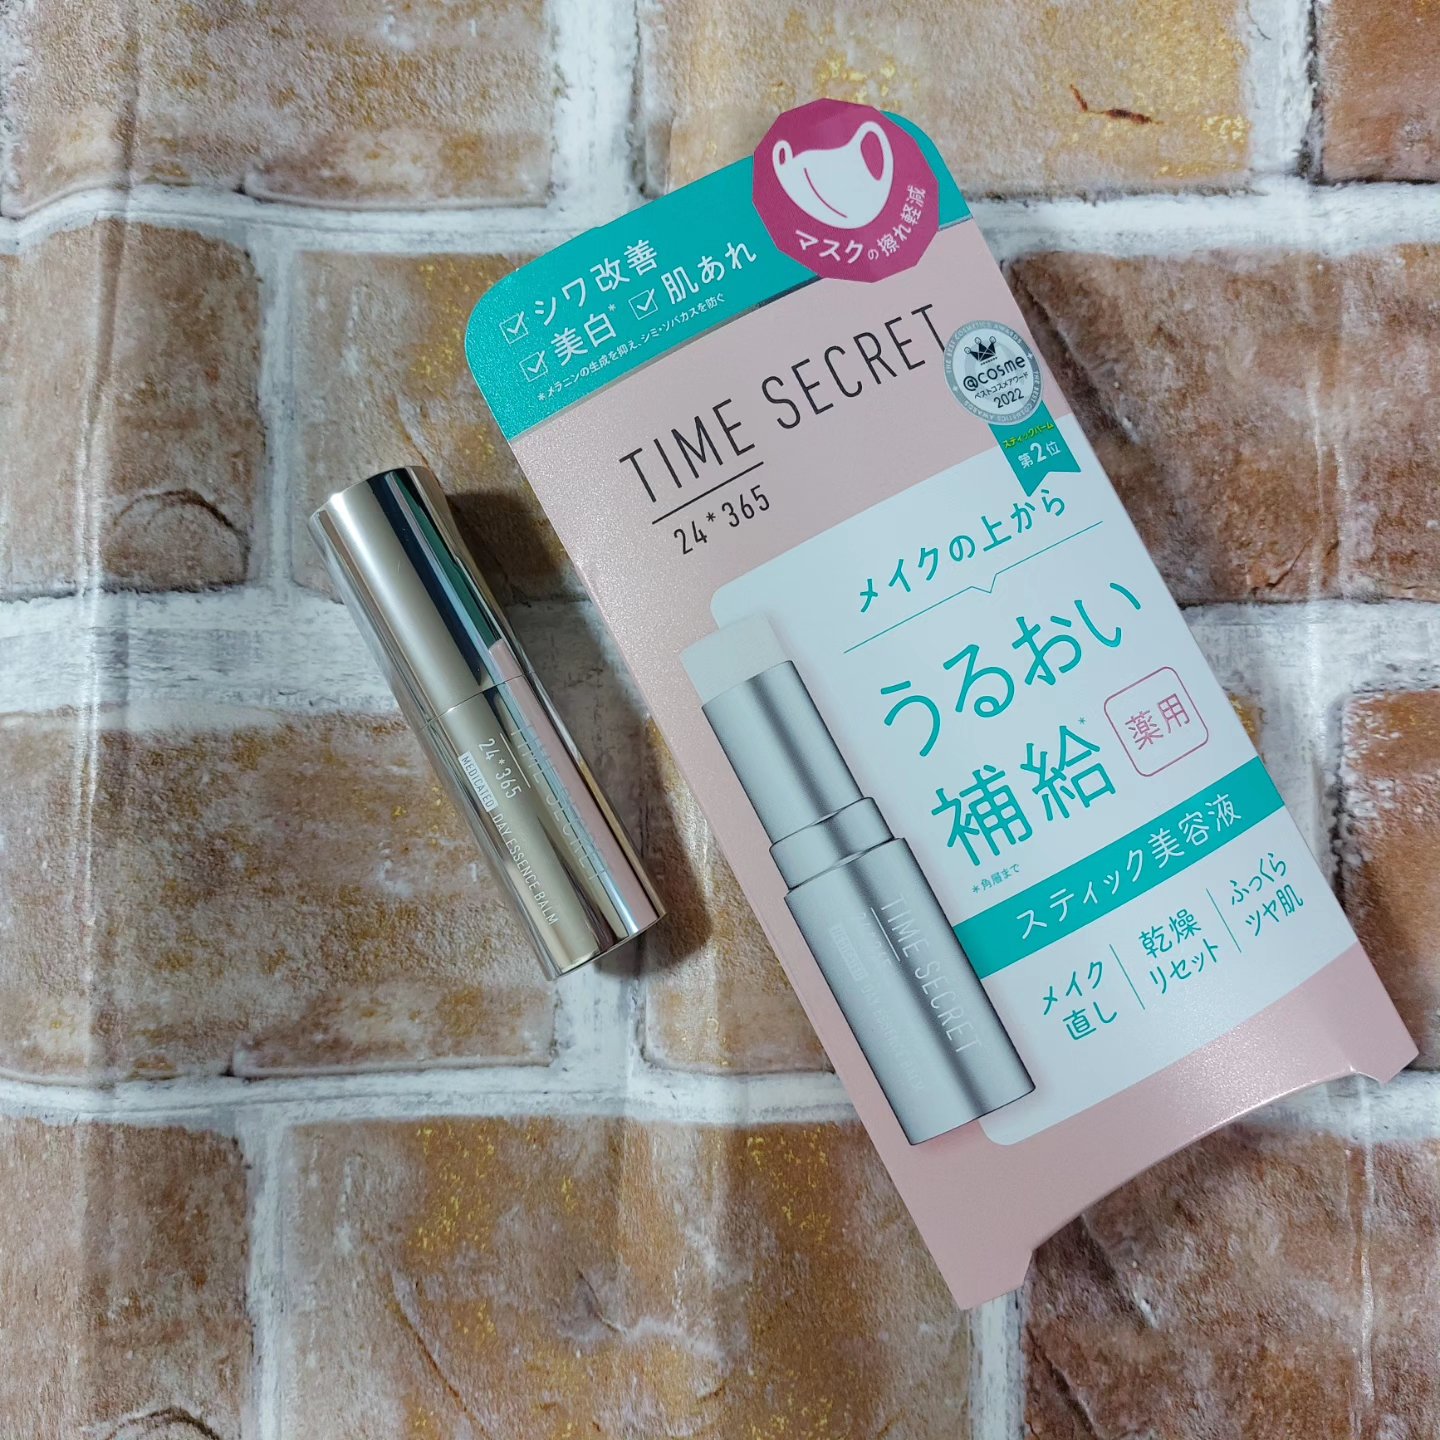 マスクの擦れ軽減
シワ改善
美白*
肌あれ
*メラニンの生成を抑え、シミ・ソバカスを防ぐ
TIME SECRET
24*365
@cosme
ベストコスメアワード
2022
スティックバーム
第2位
メイクの上から
うるおい
補給*
薬用
*角層まで
スティック美容液
メイク
直し
乾燥
リセット
ふっくら
ツヤ肌
TIME SECRET
24*365
MEDICATED DAY ESSENCE BALM
TIME SECRET